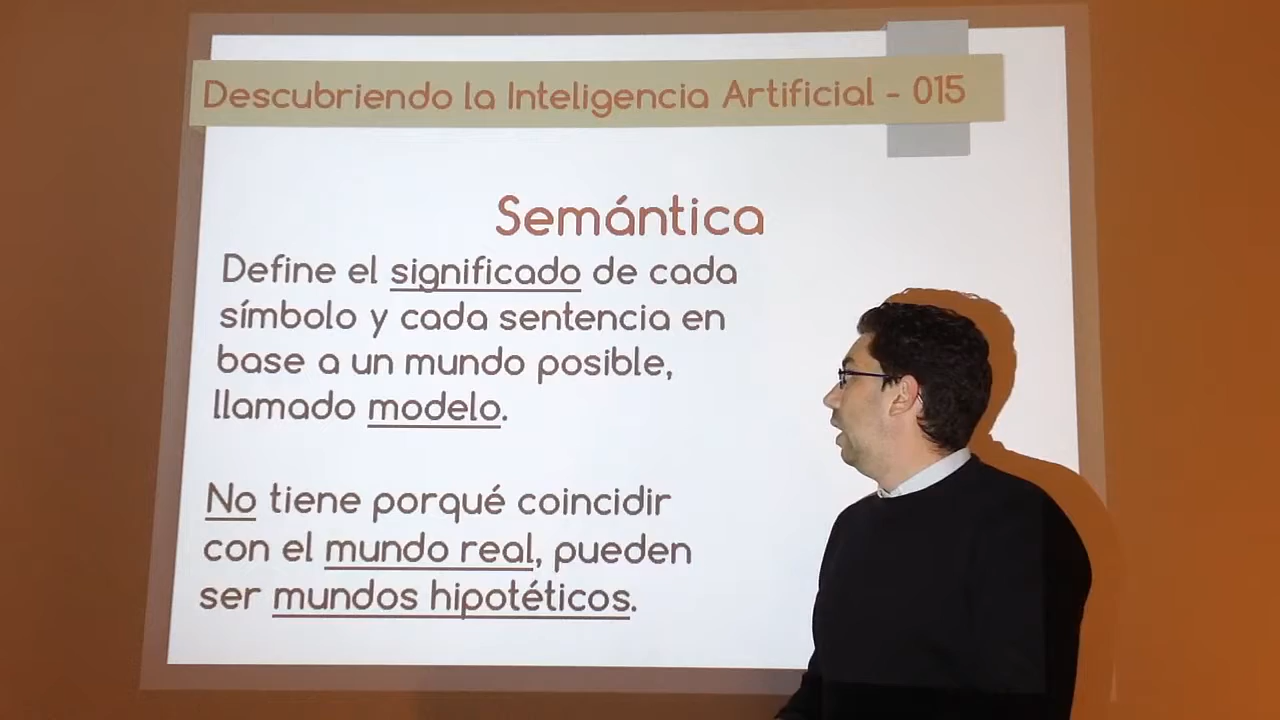 Descubriendo la Inteligencia Artificial - 015
Semántica
Define el significado de cada
símbolo y cada sentencia en
base a un mundo posible,
llamado modelo.
No tiene porqué coincidir
con el mundo real, pueden
ser mundos hipotéticos.